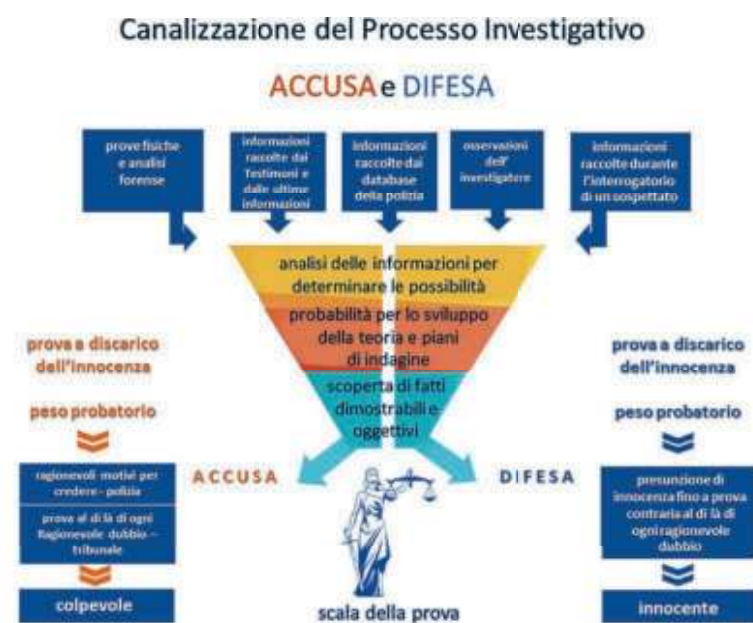 Canalizzazione del Processo Investigativo
ACCUSA e DIFESA
prove fisiche
e analisi
forense
informazioni
raccolte dai
Testimoni e
dalle ultime
informazioni
informazioni
raccolte dai
database
della polizia
osservazioni
dell'
investigatore
informazioni
raccolte durante
l'interrogatorio
di un sospettato
analisi delle informazioni per
determinare le possibilità
probabilità per lo sviluppo
della teoria e piani
di indagine
scoperta di fatti
dimostrabili e
oggettivi
prova a discarico
dell'innocenza
peso probatorio
ragionevoli motivi per
credere - polizia
prova al di là di ogni
Ragionevole dubbio –
tribunale
colpevole
ACCUSA
DIFESA
scala della prova
prova a discarico
dell'innocenza
peso probatorio
presunzione di
innocenza fino a prova
contraria al di là di
ogni ragionevole
dubbio
innocente